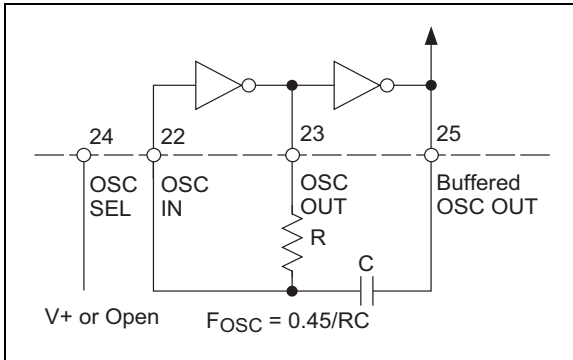 24
22
23
25
OSC
SEL
OSC
IN
OSC
OUT
Buffered
OSC OUT
R
C
V+ or Open
FOSC = 0.45/RC